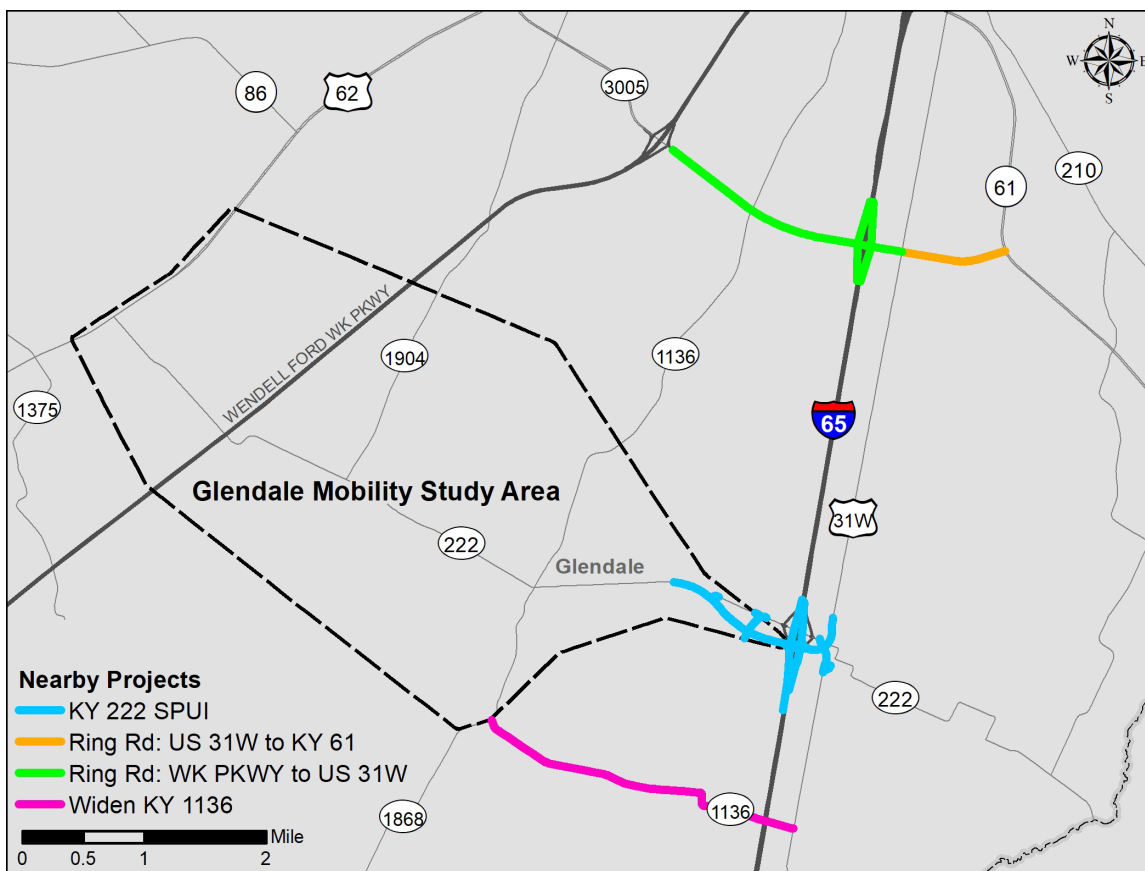 N
W E
S
86
62
3005
210
61
WENDELL FORD WK PKWY
1904
1136
1375
65
31W
Glendale Mobility Study Area
222
Glendale
222
1136
1868
Nearby Projects
KY 222 SPUI
Ring Rd: US 31W to KY 61
Ring Rd: WK PKWY to US 31W
Widen KY 1136
Mile
0 0.5 1 2